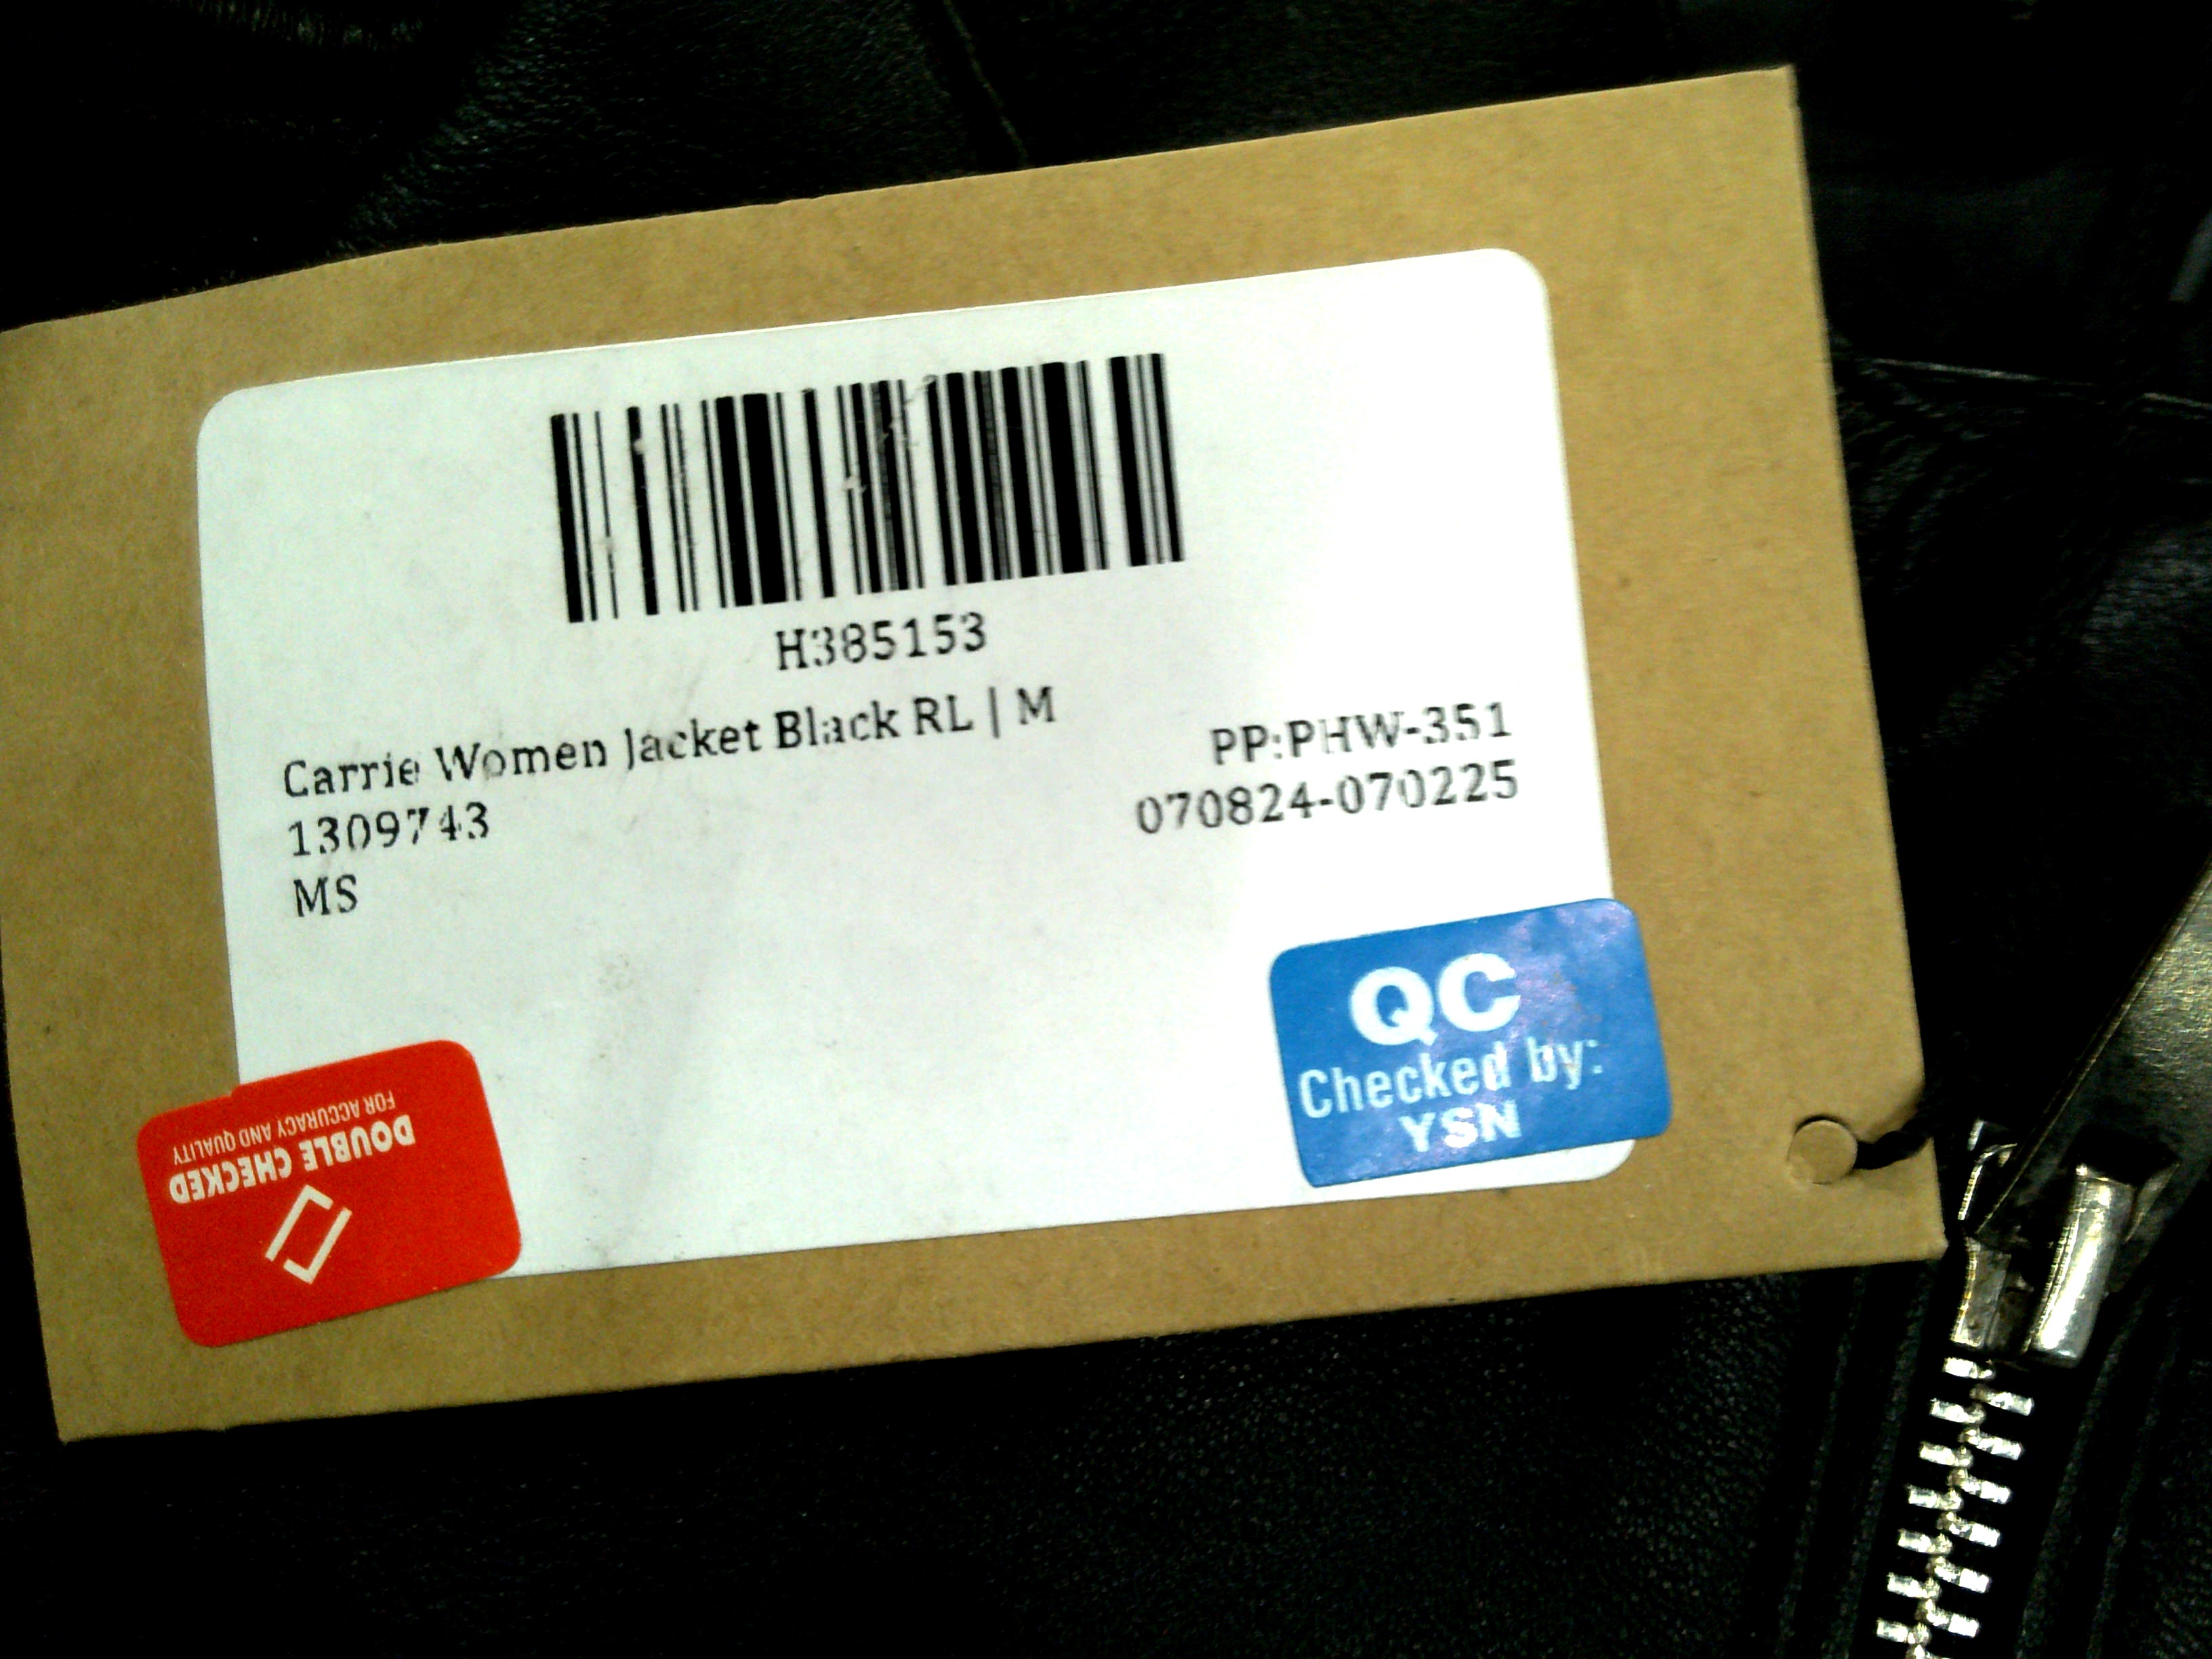 H385153
Carrie Women Jacket Black RL | M
1309743
MS
PP:PHW-351
070824-070225
QC
Checked by:
YSN
DOUBLE CHECKED
FOR ACCURACY AND QUALITY